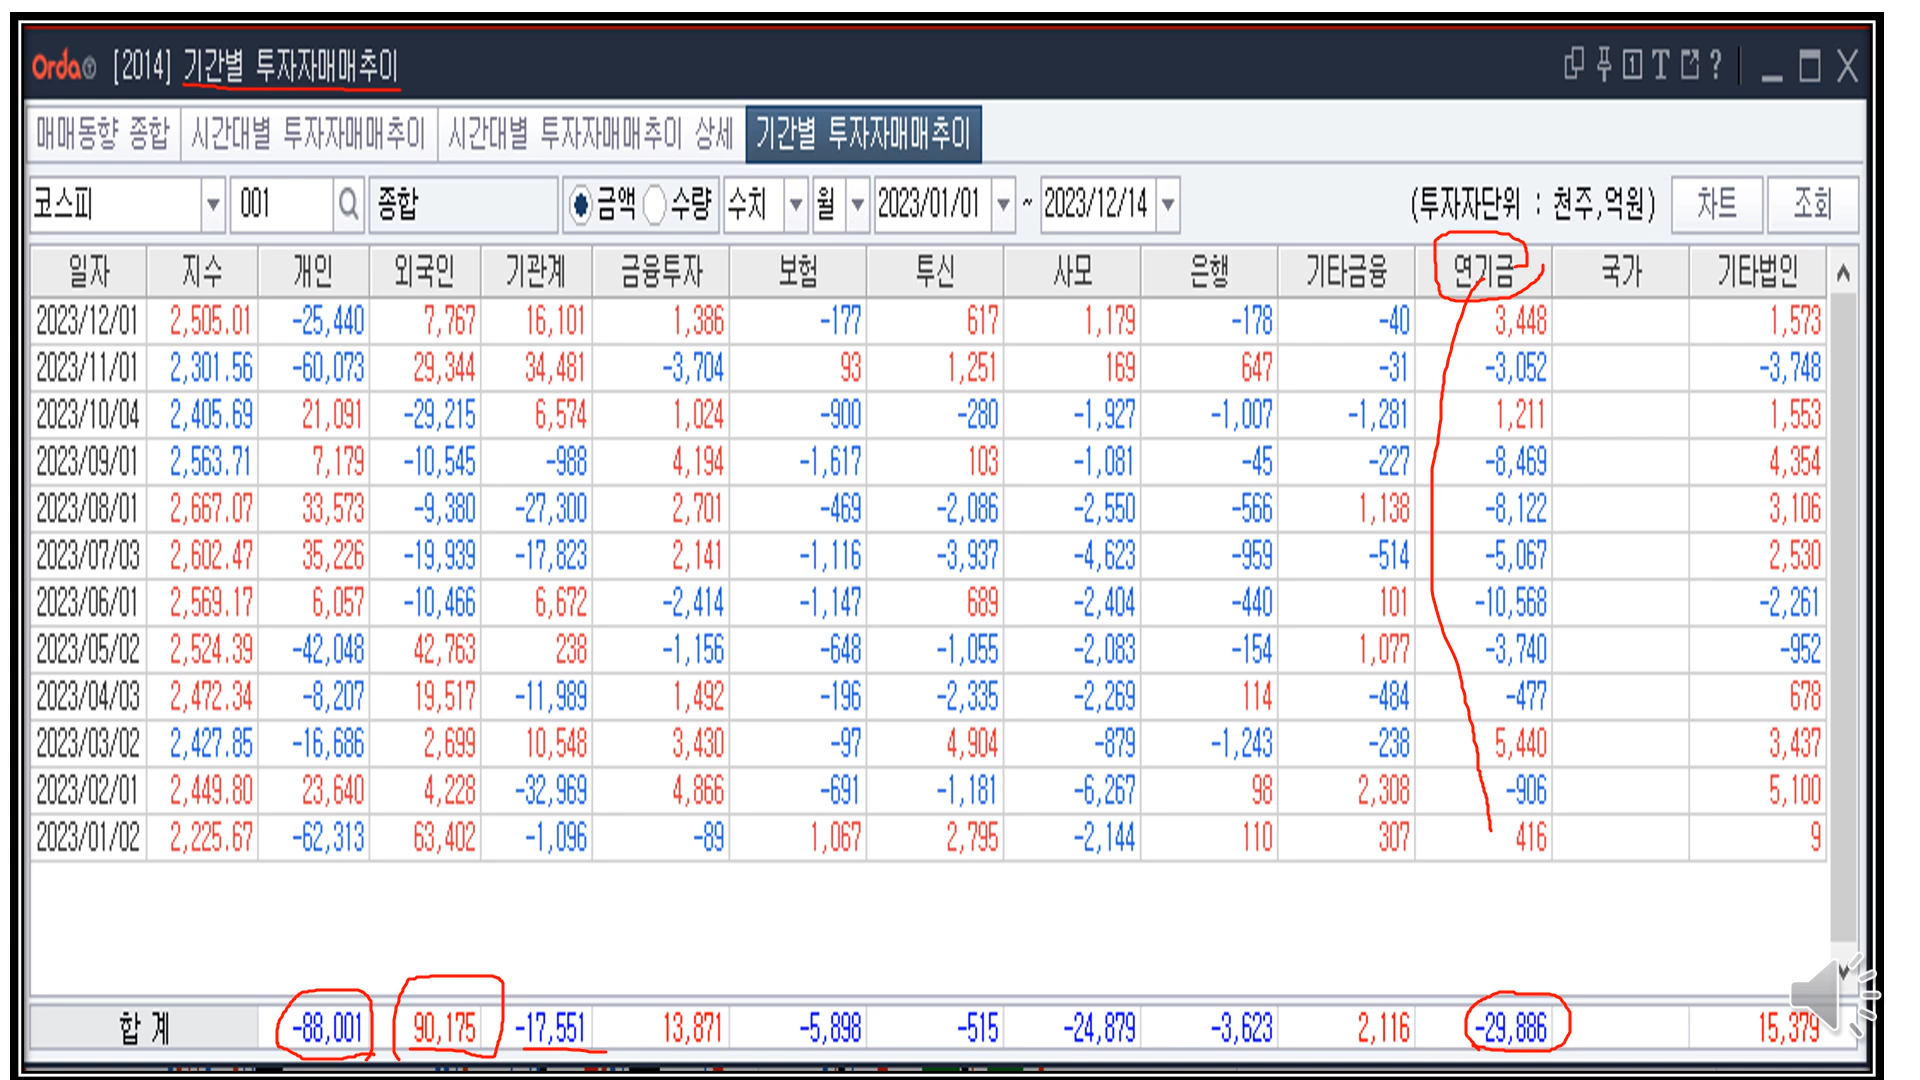 Orda [2014] 기간별 투자자매매추이
매매동향 종합 시간대별 투자자매매추이 시간대별 투자자매매추이 상세 기간별 투자자매매추이
코스피 001 종합 금액 수량 수치 월 2023/01/01 ~ 2023/12/14 (투자자단위 : 천주,억원) 차트 조회
일자 지수 개인 외국인 기관계 금융투자 보험 투신 사모 은행 기타금융 연기금 국가 기타법인
2023/12/01 2,505.01 -25,440 7,767 16,101 1,386 -177 617 1,179 -178 -40 3,448 1,573
2023/11/01 2,301.56 -60,073 29,344 34,481 -3,704 93 1,251 169 647 -31 -3,052 -3,748
2023/10/04 2,405.69 21,091 -29,215 6,574 1,024 -900 -280 -1,927 -1,007 -1,281 1,211 1,553
2023/09/01 2,563.71 7,179 -10,545 -988 4,194 -1,617 103 -1,081 -45 -227 -8,469 4,354
2023/08/01 2,667.07 33,573 -9,380 -27,300 2,701 -469 -2,086 -2,550 -566 1,138 -8,122 3,106
2023/07/03 2,602.47 35,226 -19,939 -17,823 2,141 -1,116 -3,937 -4,623 -959 -514 -5,067 2,530
2023/06/01 2,569.17 6,057 -10,466 6,672 -2,414 -1,147 689 -2,404 -440 101 -10,568 -2,261
2023/05/02 2,524.39 -42,048 42,763 238 -1,156 -648 -1,055 -2,083 -154 1,077 -3,740 -952
2023/04/03 2,472.34 -8,207 19,517 -11,989 1,492 -196 -2,335 -2,269 114 -484 -477 678
2023/03/02 2,427.85 -16,686 2,699 10,548 3,430 -97 4,904 -879 -1,243 -238 5,440 3,437
2023/02/01 2,449.80 23,640 4,228 -32,969 4,866 -691 -1,181 -6,267 98 2,308 -906 5,100
2023/01/02 2,225.67 -62,313 63,402 -1,096 -89 1,067 2,795 -2,144 110 307 416 9
합 계 -88,001 90,175 -17,551 13,871 -5,898 -515 -24,879 -3,623 2,116 -29,886 15,379